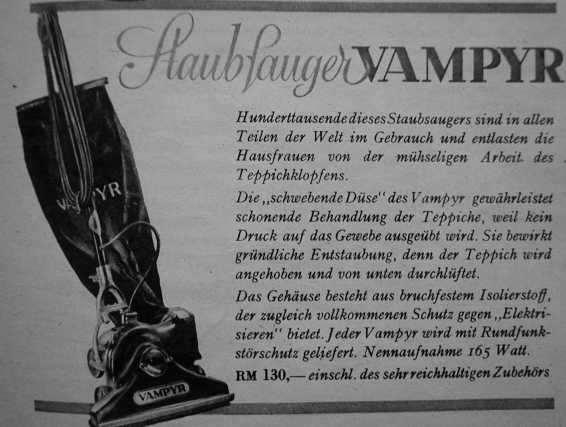 Staubsauger VAMPYR
Hunderttausende dieses Staubsaugers sind in allen
Teilen der Welt im Gebrauch und entlasten die
Hausfrauen von der mühseligen Arbeit des
Teppichklopfens.
Die „schwebende Düse“ des Vampyr gewährleistet
schonende Behandlung der Teppiche, weil kein
Druck auf das Gewebe ausgeübt wird. Sie bewirkt
gründliche Entstaubung, denn der Teppich wird
angehoben und von unten durchlüftet.
Das Gehäuse besteht aus bruchfestem Isolierstoff,
der zugleich vollkommenen Schutz gegen „Elektri-
sieren“ bietet. Jeder Vampyr wird mit Rundfunk-
störschutz geliefert. Nennaufnahme 165 Watt.
RM 130,— einschl. des sehr reichhaltigen Zubehörs
VAMPYR
VAMPYR